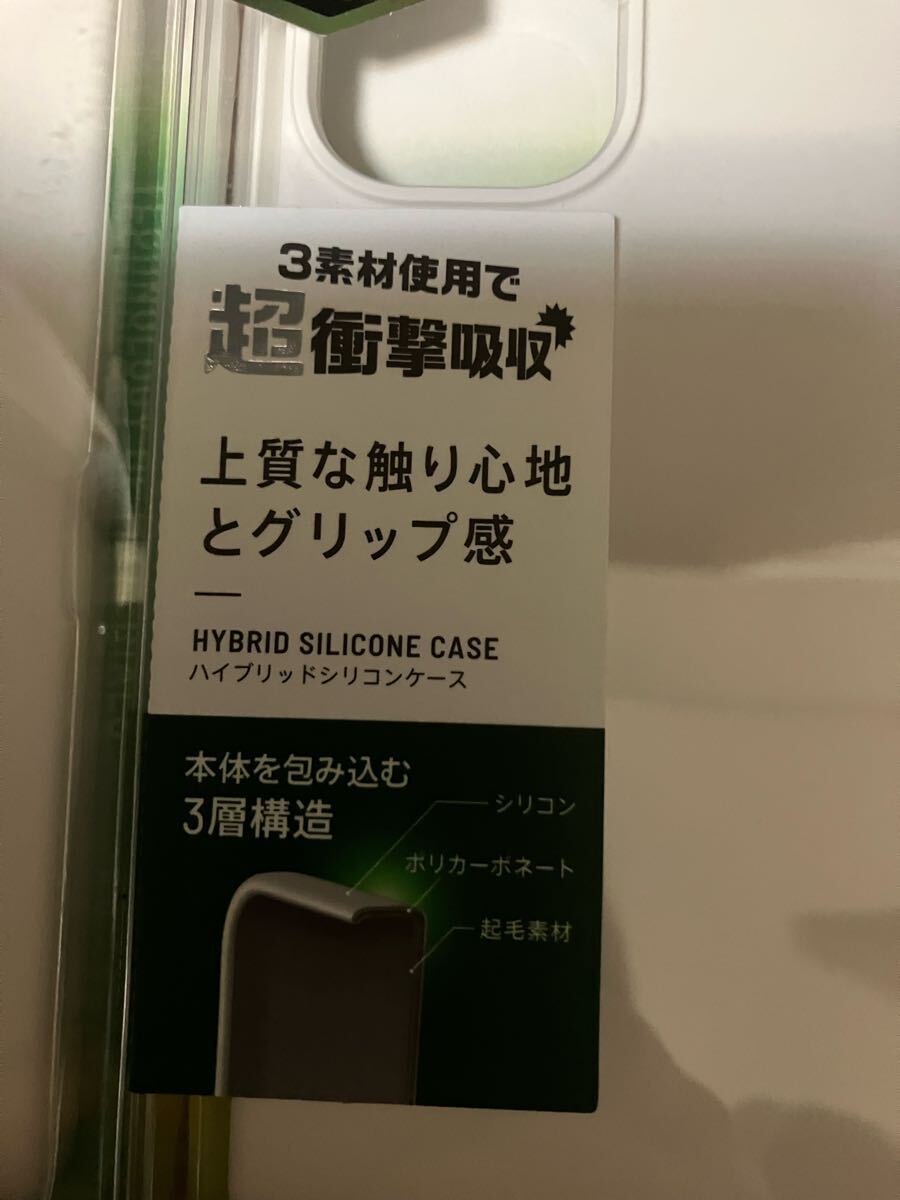 3素材使用で
超衝撃吸収
上質な触り心地
とグリップ感
HYBRID SILICONE CASE
ハイブリッドシリコンケース
本体を包み込む
3層構造
シリコン
ポリカーボネート
起毛素材